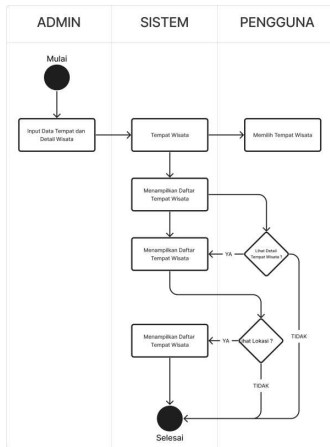 ADMIN
SISTEM
PENGGUNA
Mulai
Input Data Tempat dan
Detail Wisata
Tempat Wisata
Memilih Tempat Wisata
Menampilkan Daftar
Tempat Wisata
Menampilkan Daftar
Tempat Wisata
YA
Lihat Detail
Tempat Wisata ?
TIDAK
Menampilkan Daftar
Tempat Wisata
YA
Lihat Lokasi ?
TIDAK
Selesai